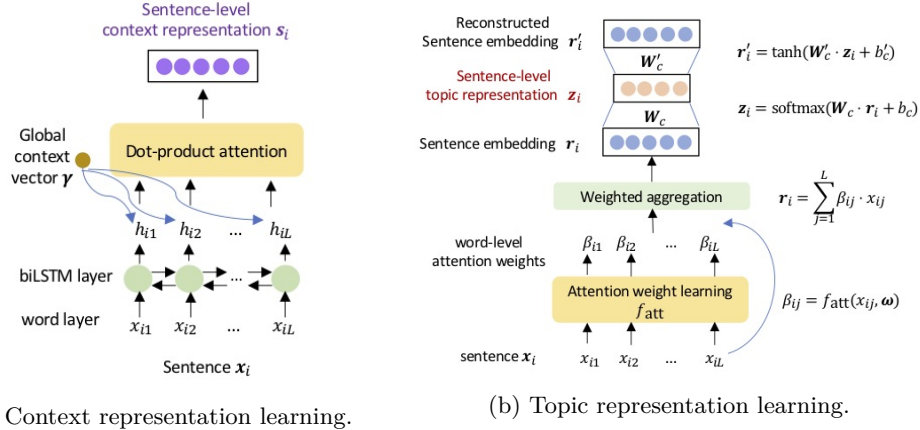 Sentence-level
context representation s_i
Global
context
vector γ
Dot-product attention
h_i1 h_i2 ... h_iL
biLSTM layer
...
word layer
x_i1 x_i2 ... x_iL
Sentence x_i
Context representation learning.
Reconstructed
Sentence embedding r′_i
W′_c
r′_i = tanh(W′_c · z_i + b′_c)
Sentence-level
topic representation z_i
W_c
z_i = softmax(W_c · r_i + b_c)
Sentence embedding r_i
Weighted aggregation
r_i = ∑_{j=1}^{L} β_ij · x_ij
word-level
attention weights
β_i1 β_i2 ... β_iL
Attention weight learning
f_att
β_ij = f_att(x_ij, ω)
sentence x_i
x_i1 x_i2 ... x_iL
(b) Topic representation learning.